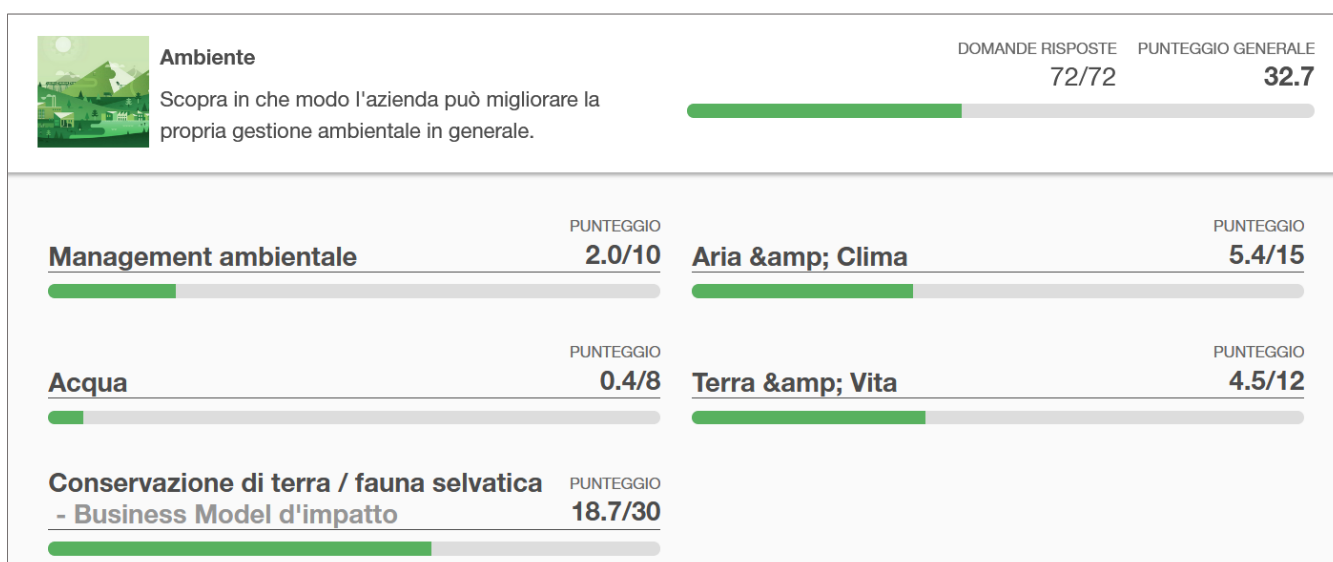 Ambiente
Scopra in che modo l'azienda può migliorare la
propria gestione ambientale in generale.
DOMANDE RISPOSTE
72/72
PUNTEGGIO GENERALE
32.7
Management ambientale
PUNTEGGIO
2.0/10
Aria &amp; Clima
PUNTEGGIO
5.4/15
Acqua
PUNTEGGIO
0.4/8
Terra &amp; Vita
PUNTEGGIO
4.5/12
Conservazione di terra / fauna selvatica
- Business Model d'impatto
PUNTEGGIO
18.7/30